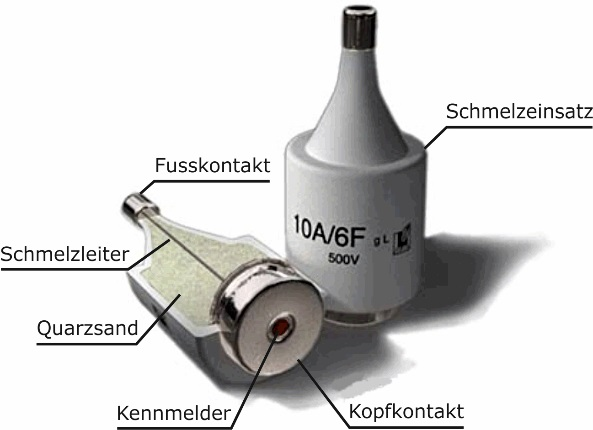 Schmelzeinsatz
Fusskontakt
10A/6F gL
500V
Schmelzleiter
Quarzsand
Kennmelder
Kopfkontakt